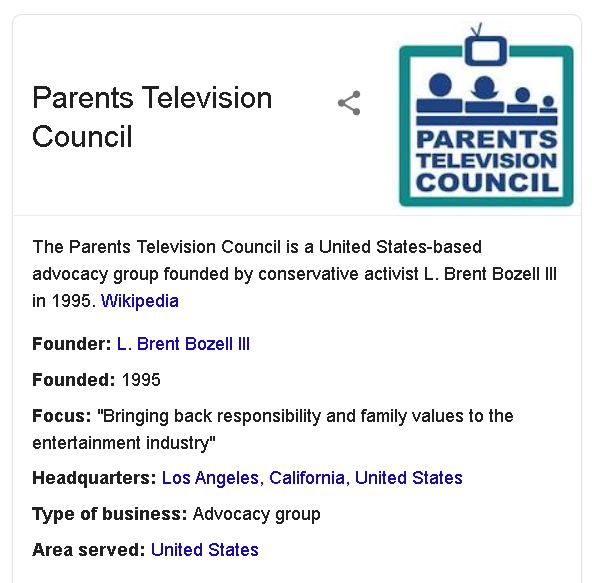 Parents Television
Council
PARENTS
TELEVISION
COUNCIL
The Parents Television Council is a United States-based
advocacy group founded by conservative activist L. Brent Bozell III
in 1995. Wikipedia
Founder: L. Brent Bozell III
Founded: 1995
Focus: "Bringing back responsibility and family values to the
entertainment industry"
Headquarters: Los Angeles, California, United States
Type of business: Advocacy group
Area served: United States